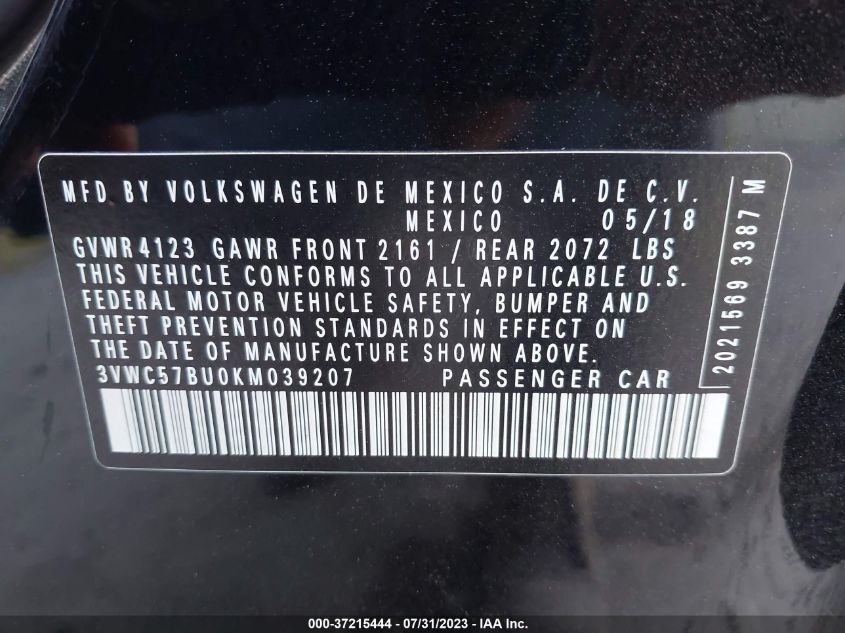 MFD BY VOLKSWAGEN DE MEXICO S.A. DE C.V.
MEXICO 05/18
GVWR 4123 GAWR FRONT 2161 / REAR 2072 LBS
THIS VEHICLE CONFORMS TO ALL APPLICABLE U.S.
FEDERAL MOTOR VEHICLE SAFETY, BUMPER AND
THEFT PREVENTION STANDARDS IN EFFECT ON
THE DATE OF MANUFACTURE SHOWN ABOVE.
3VWC57BU0KM039207 PASSENGER CAR
2021569 3387 M
000-37215444 - 07/31/2023 - IAA Inc.